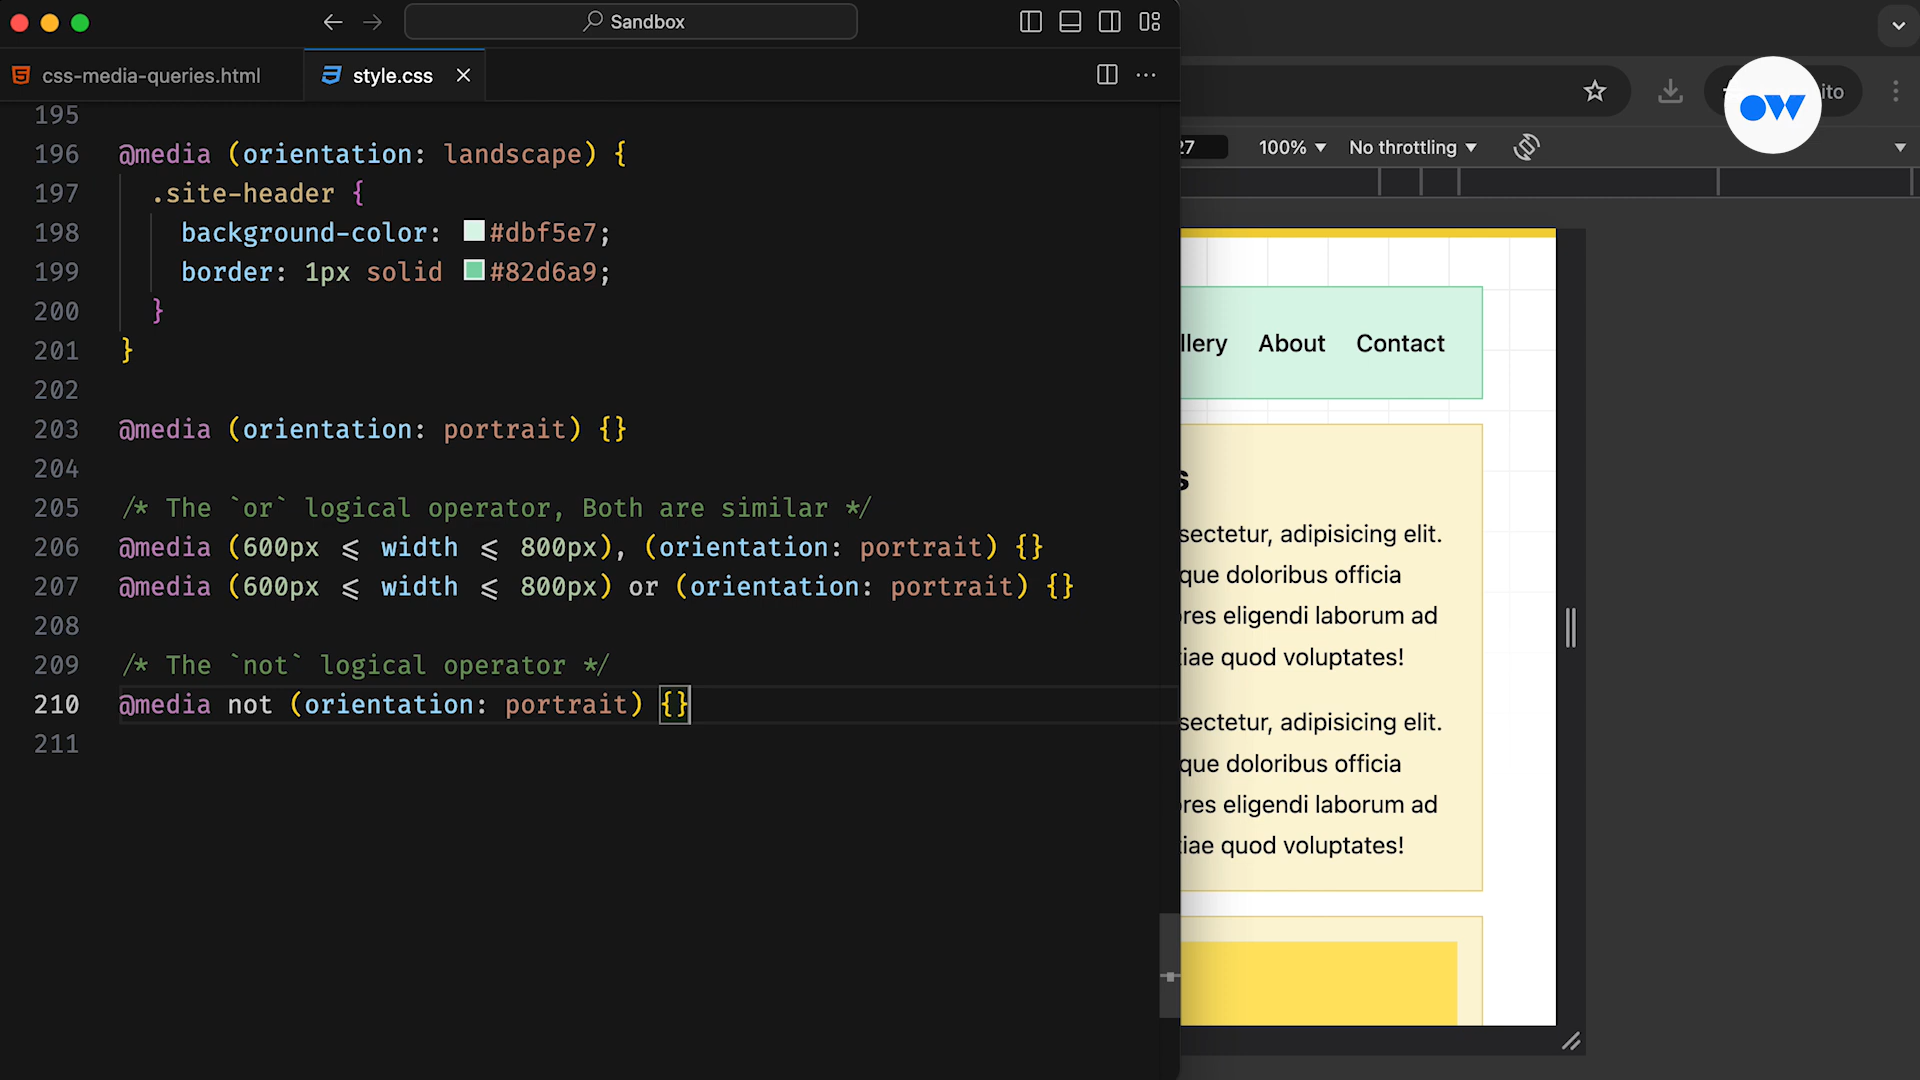 Sandbox
css-media-queries.html
style.css
195
196 @media (orientation: landscape) {
197 .site-header {
198 background-color: #dbf5e7;
199 border: 1px solid #82d6a9;
200 }
201 }
202
203 @media (orientation: portrait) {}
204
205 /* The `or` logical operator, Both are similar */
206 @media (600px ⩽ width ⩽ 800px), (orientation: portrait) {}
207 @media (600px ⩽ width ⩽ 800px) or (orientation: portrait) {}
208
209 /* The `not` logical operator */
210 @media not (orientation: portrait) {}
211
ow
ito
27 100% No throttling
llery About Contact
s
sectetur, adipisicing elit.
que doloribus officia
res eligendi laborum ad
tiae quod voluptates!
sectetur, adipisicing elit.
que doloribus officia
res eligendi laborum ad
tiae quod voluptates!